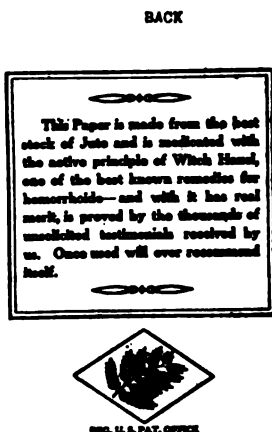 BACK
This Paper is made from the best
stock of Jute and is medicated with
the active principle of Witch Hazel,
one of the best known remedies for
hemorrhoids—and with it has real
merit, is proved by the thousands of
unsolicited testimonials received by
us. Once used will ever recommend
itself.
REG. U. S. PAT. OFFICE